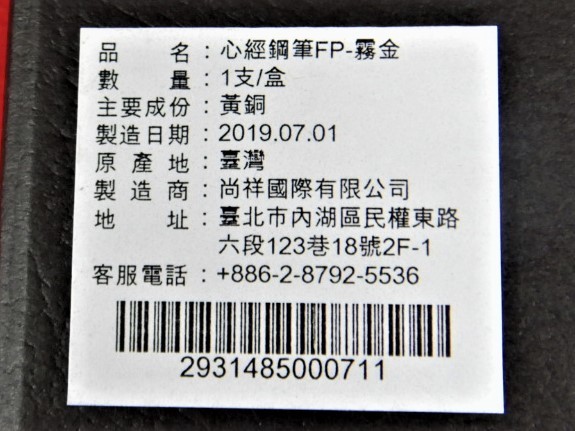 品名：心經鋼筆FP-霧金
數量：1支/盒
主要成份：黃銅
製造日期：2019.07.01
原產地：臺灣
製造商：尚祥國際有限公司
地址：臺北市內湖區民權東路
六段123巷18號2F-1
客服電話：+886-2-8792-5536
2931485000711